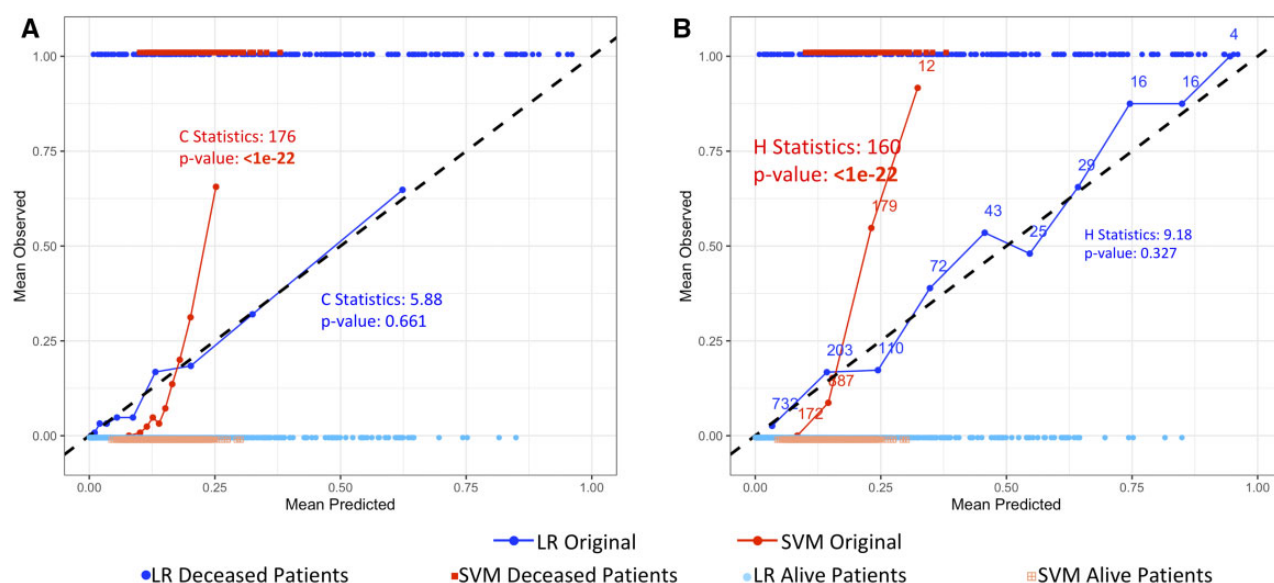 A
B
1.00
0.75
0.50
0.25
0.00
Mean Observed
C Statistics: 176
p-value: <1e-22
C Statistics: 5.88
p-value: 0.661
0.00 0.25 0.50 0.75 1.00
Mean Predicted
1.00
0.75
0.50
0.25
0.00
Mean Observed
4
12
16 16
H Statistics: 160
p-value: <1e-22
29
179
43
25
H Statistics: 9.18
p-value: 0.327
72
203
110
732
172
0.00 0.25 0.50 0.75 1.00
Mean Predicted
LR Original SVM Original
LR Deceased Patients SVM Deceased Patients LR Alive Patients SVM Alive Patients